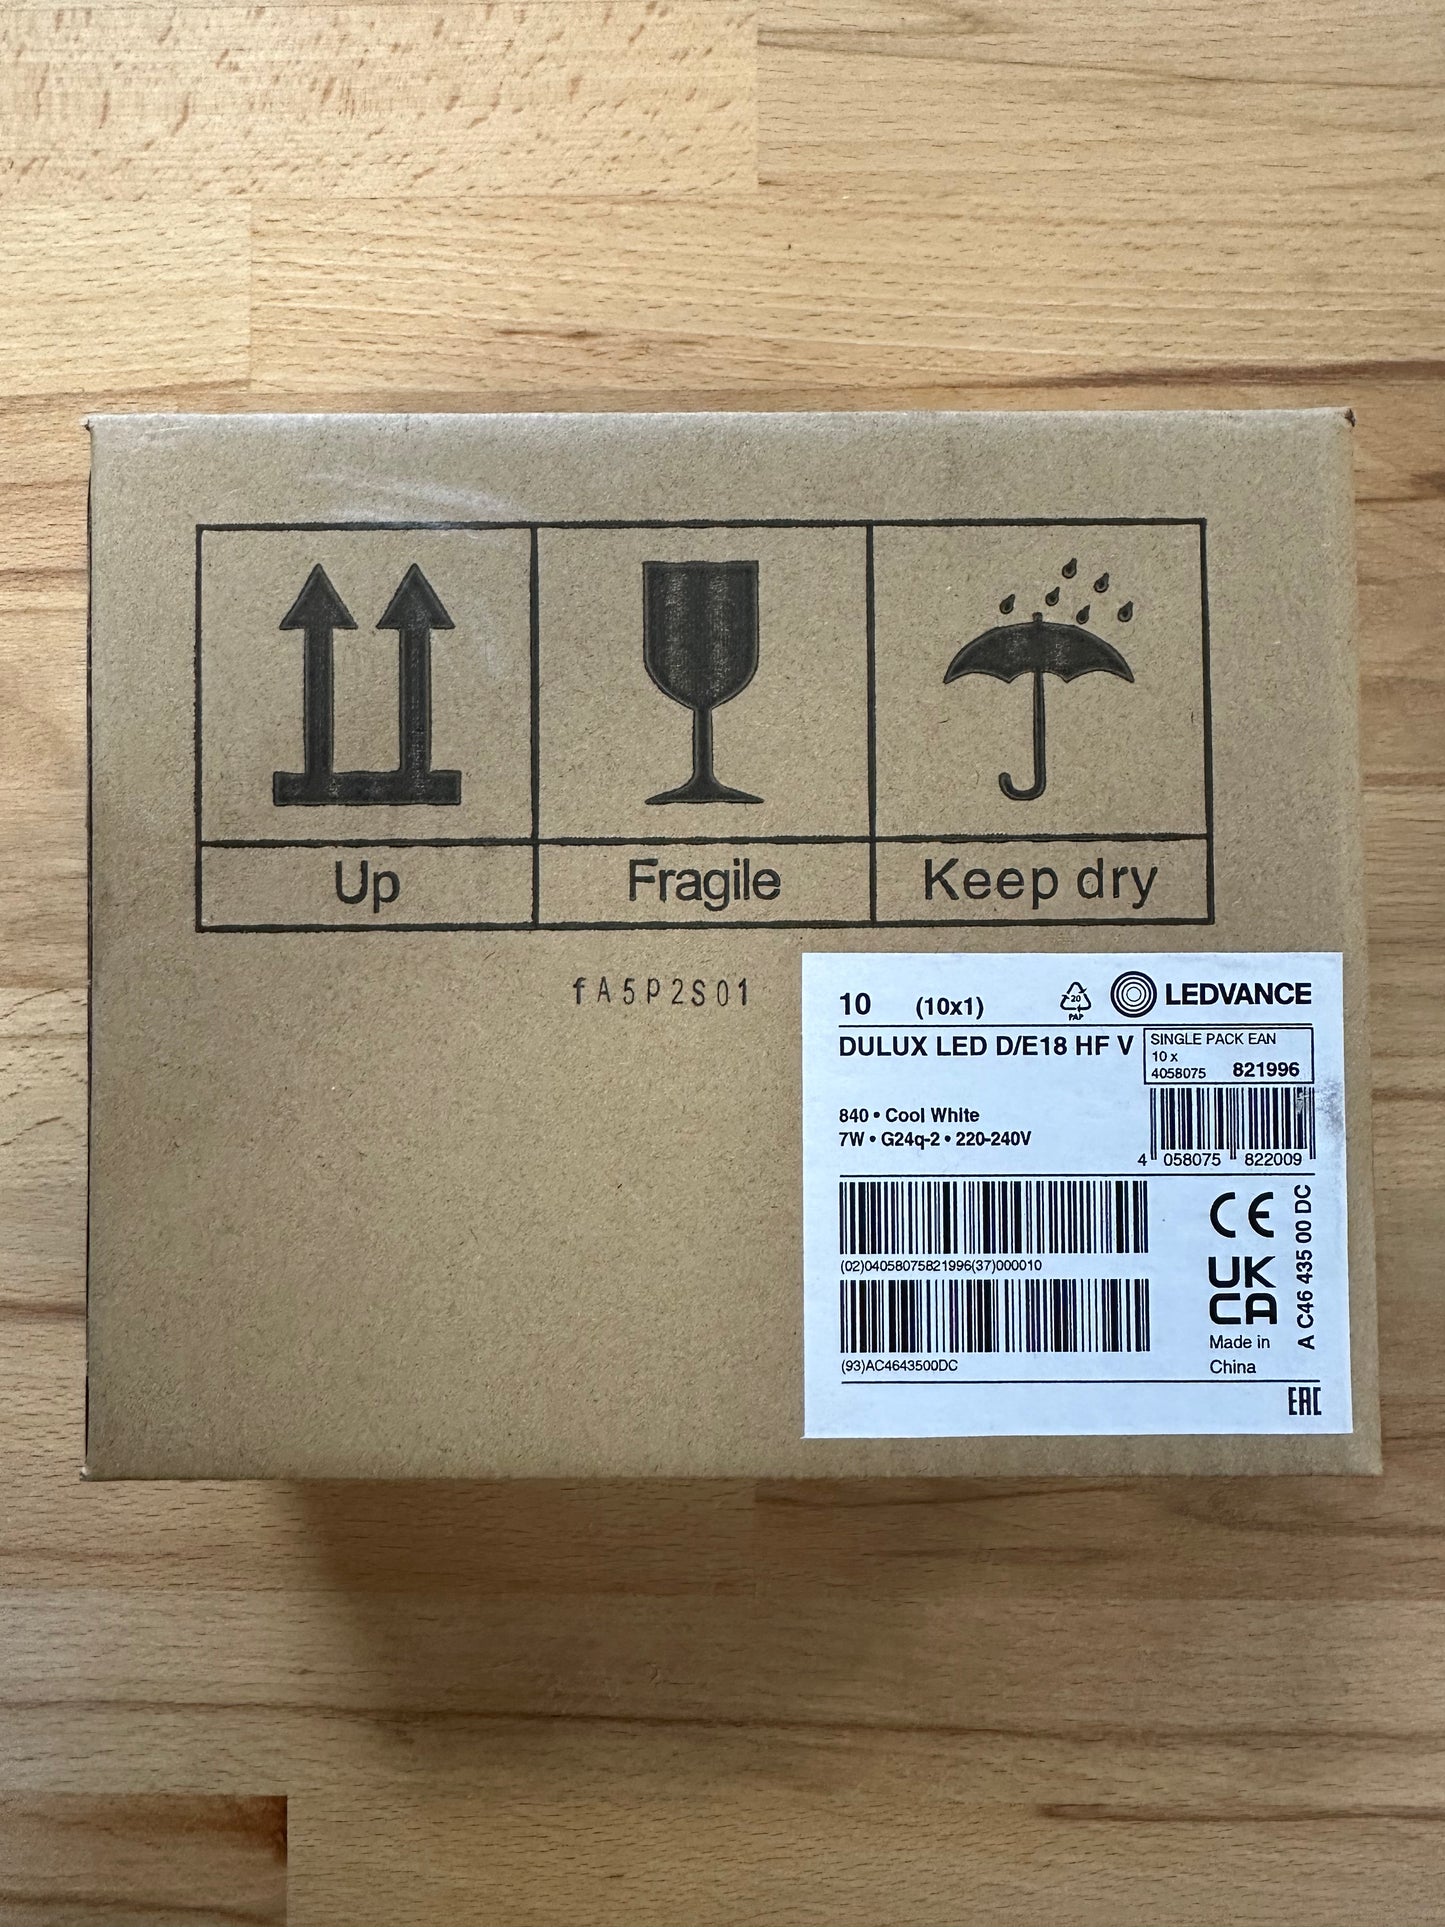 Up
Fragile
Keep dry
fA5P2S01
10 (10x1)
20
PAP
LEDVANCE
DULUX LED D/E18 HF V
SINGLE PACK EAN
10 x
4058075 821996
840 • Cool White
7W • G24q-2 • 220-240V
4 058075 822009
(02)04058075821996(37)000010
(93)AC4643500DC
CE
UK
CA
Made in
China
A C46 435 00 DC
EAC